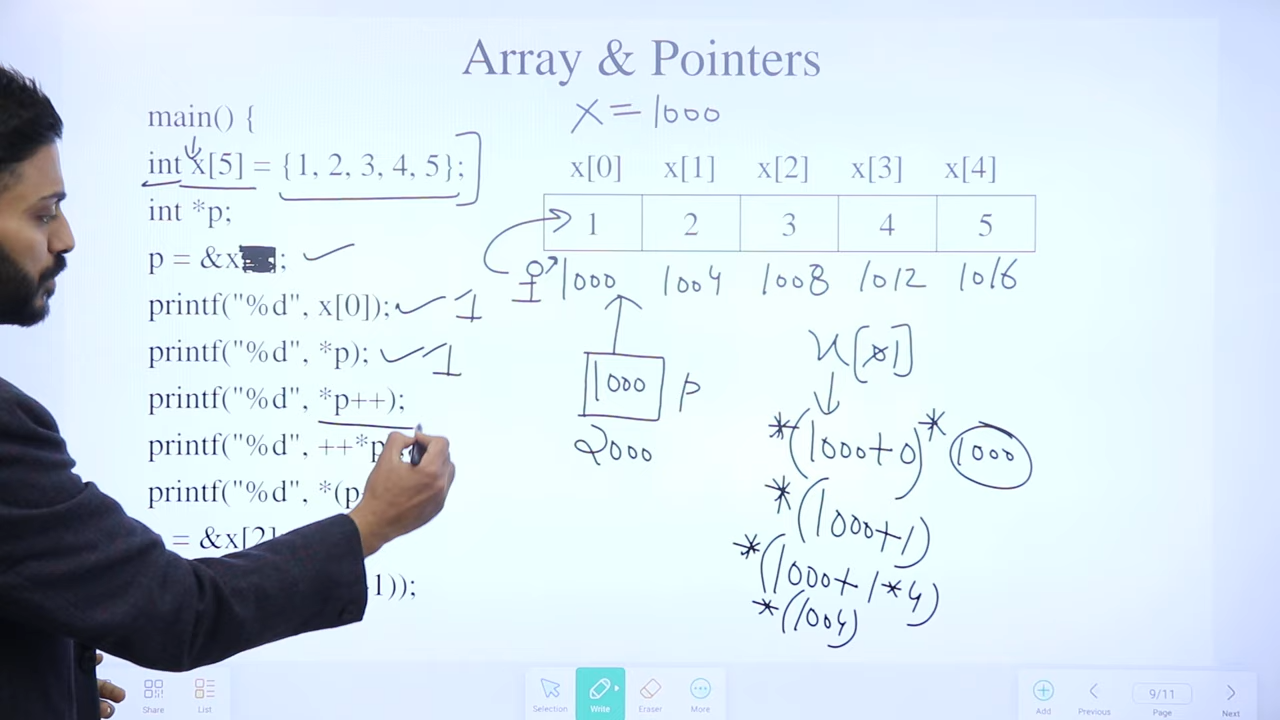 Array & Pointers
main() {
int x[5] = {1, 2, 3, 4, 5};
int *p;
p = &x ;
printf("%d", x[0]); 1
printf("%d", *p); 1
printf("%d", *p++);
printf("%d", ++*p
printf("%d", *(p
= &x[2];
1));
x = 1000
x[0] x[1] x[2] x[3] x[4]
1 2 3 4 5
1000 1004 1008 1012 1016
1000 p
2000
x[1]
*(1000+0) * 1000
*(1000+1)
*(1000+1*4)
*(1004)
Share List Selection Write Eraser More Add Previous 9/11 Page Next